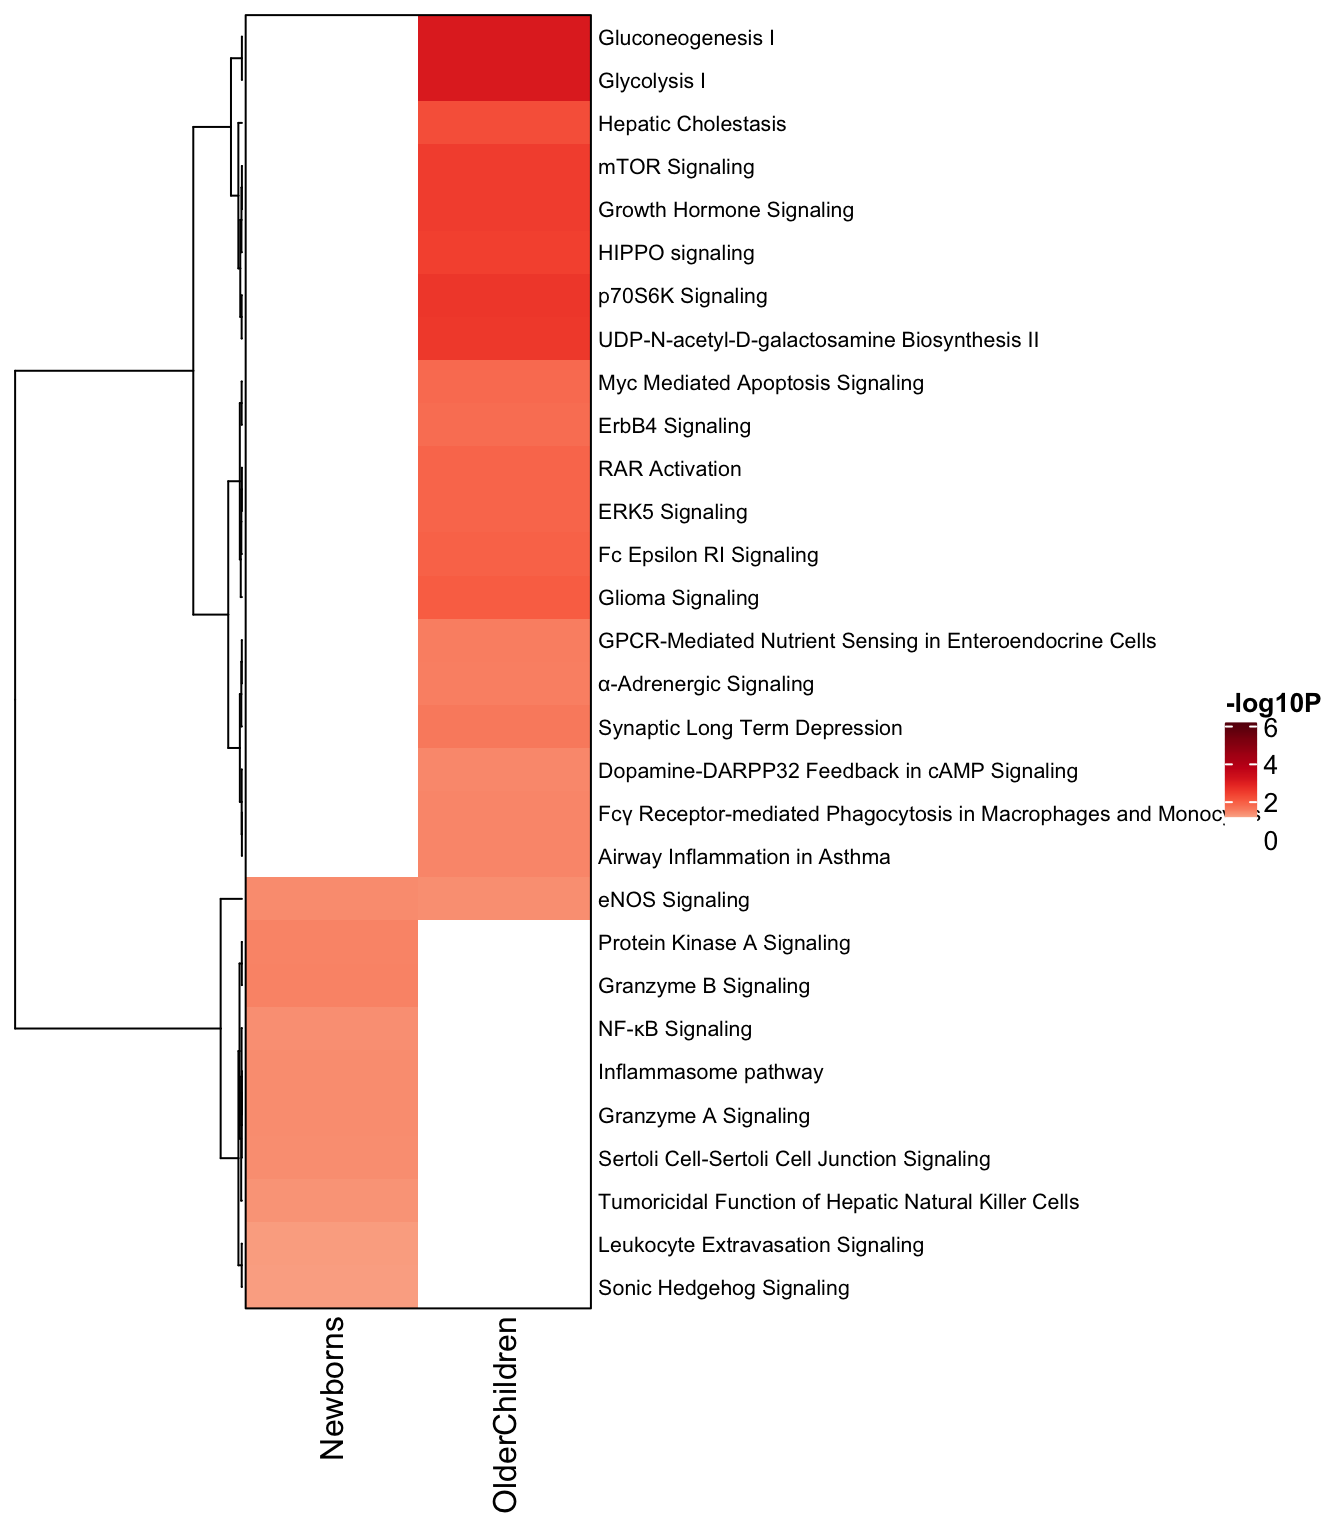 Gluconeogenesis I
Glycolysis I
Hepatic Cholestasis
mTOR Signaling
Growth Hormone Signaling
HIPPO signaling
p70S6K Signaling
UDP-N-acetyl-D-galactosamine Biosynthesis II
Myc Mediated Apoptosis Signaling
ErbB4 Signaling
RAR Activation
ERK5 Signaling
Fc Epsilon RI Signaling
Glioma Signaling
GPCR-Mediated Nutrient Sensing in Enteroendocrine Cells
α-Adrenergic Signaling
Synaptic Long Term Depression
Dopamine-DARPP32 Feedback in cAMP Signaling
Fcγ Receptor-mediated Phagocytosis in Macrophages and
Airway Inflammation in Asthma
eNOS Signaling
Protein Kinase A Signaling
Granzyme B Signaling
NF-κB Signaling
Inflammasome pathway
Granzyme A Signaling
Sertoli Cell-Sertoli Cell Junction Signaling
Tumoricidal Function of Hepatic Natural Killer Cells
Leukocyte Extravasation Signaling
Sonic Hedgehog Signaling
-log10P
6
4
2
0
Newborns
OlderChildren